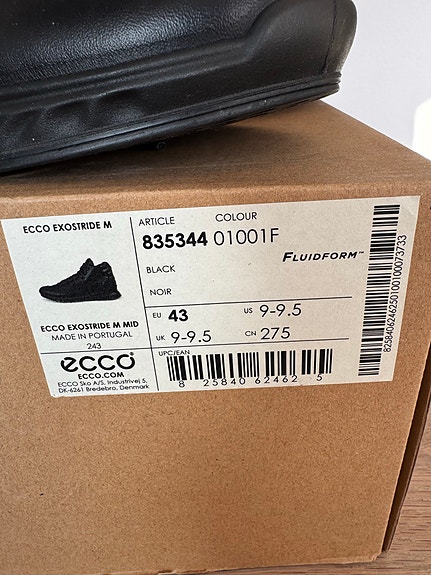 ECCO EXOSTRIDE M
ECCO EXOSTRIDE M MID
MADE IN PORTUGAL
243
ecco
ECCO.COM
ECCO Sko A/S, Industrivej 5,
DK-6261 Bredebro, Denmark
ARTICLE COLOUR
835344 01001F
FLUIDFORM™
BLACK
NOIR
EU 43 US 9-9.5
UK 9-9.5 CN 275
UPC/EAN
8 25840 62462 5
8258406246250100100073733